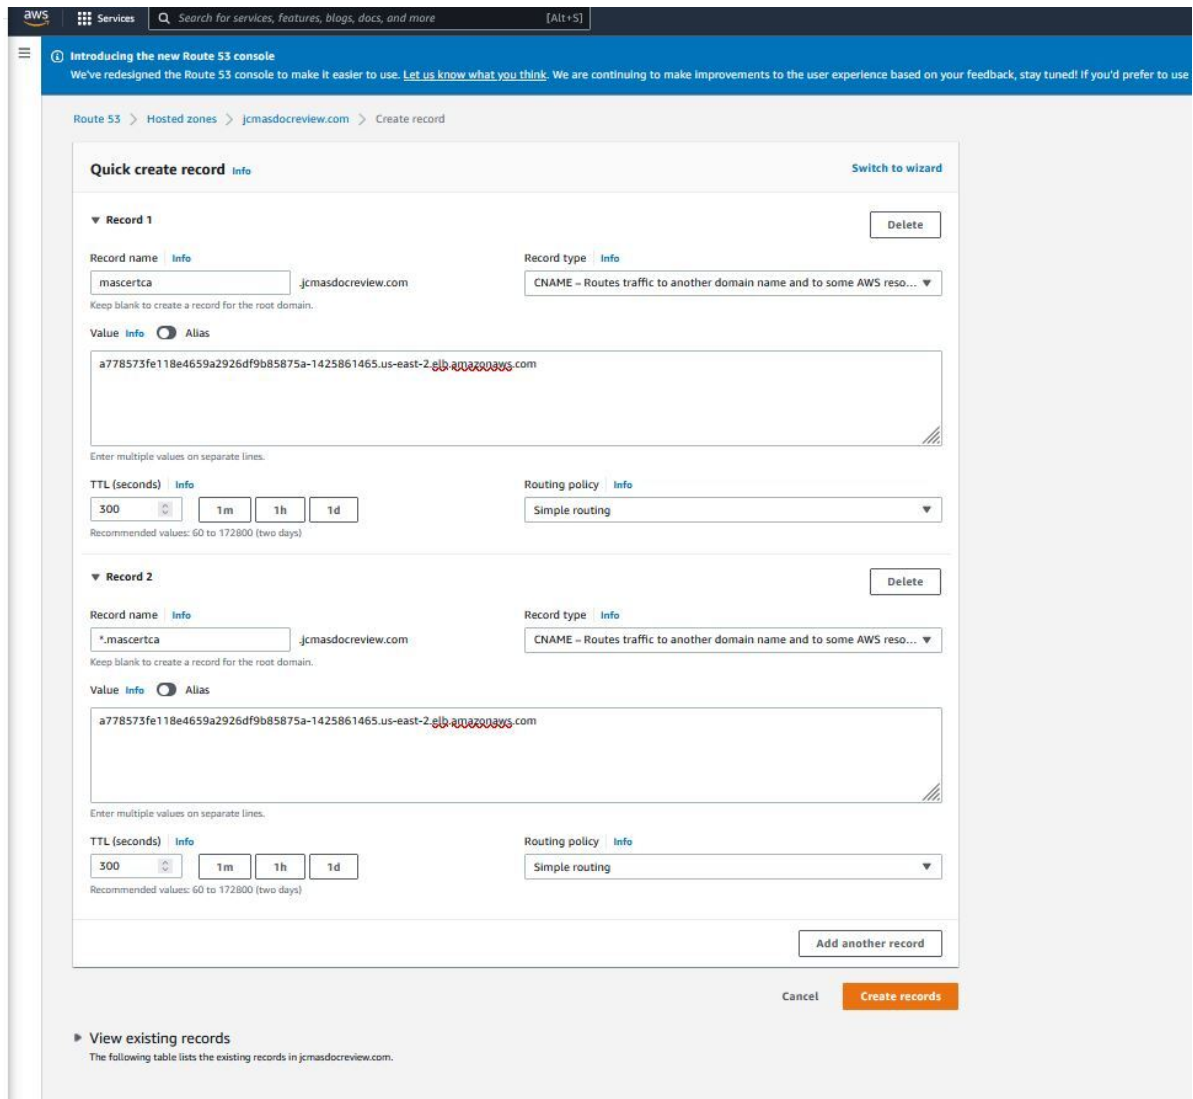 aws Services Search for services, features, blogs, docs, and more [Alt+S]
Introducing the new Route 53 console
We've redesigned the Route 53 console to make it easier to use. Let us know what you think. We are continuing to make improvements to the user experience based on your feedback, stay tuned! If you'd prefer to use
Route 53 > Hosted zones > jcmasdocreview.com > Create record
Quick create record Info Switch to wizard
Record 1 Delete
Record name Info Record type Info
mascertca .jcmasdocreview.com CNAME – Routes traffic to another domain name and to some AWS reso...
Keep blank to create a record for the root domain.
Value Info Alias
a778573fe118e4659a2926df9b85875a-1425861465.us-east-2.elb.amazonaws.com
Enter multiple values on separate lines.
TTL (seconds) Info Routing policy Info
300 1m 1h 1d Simple routing
Recommended values: 60 to 172800 (two days)
Record 2 Delete
Record name Info Record type Info
*.mascertca .jcmasdocreview.com CNAME – Routes traffic to another domain name and to some AWS reso...
Keep blank to create a record for the root domain.
Value Info Alias
a778573fe118e4659a2926df9b85875a-1425861465.us-east-2.elb.amazonaws.com
Enter multiple values on separate lines.
TTL (seconds) Info Routing policy Info
300 1m 1h 1d Simple routing
Recommended values: 60 to 172800 (two days)
Add another record
Cancel Create records
View existing records
The following table lists the existing records in jcmasdocreview.com.